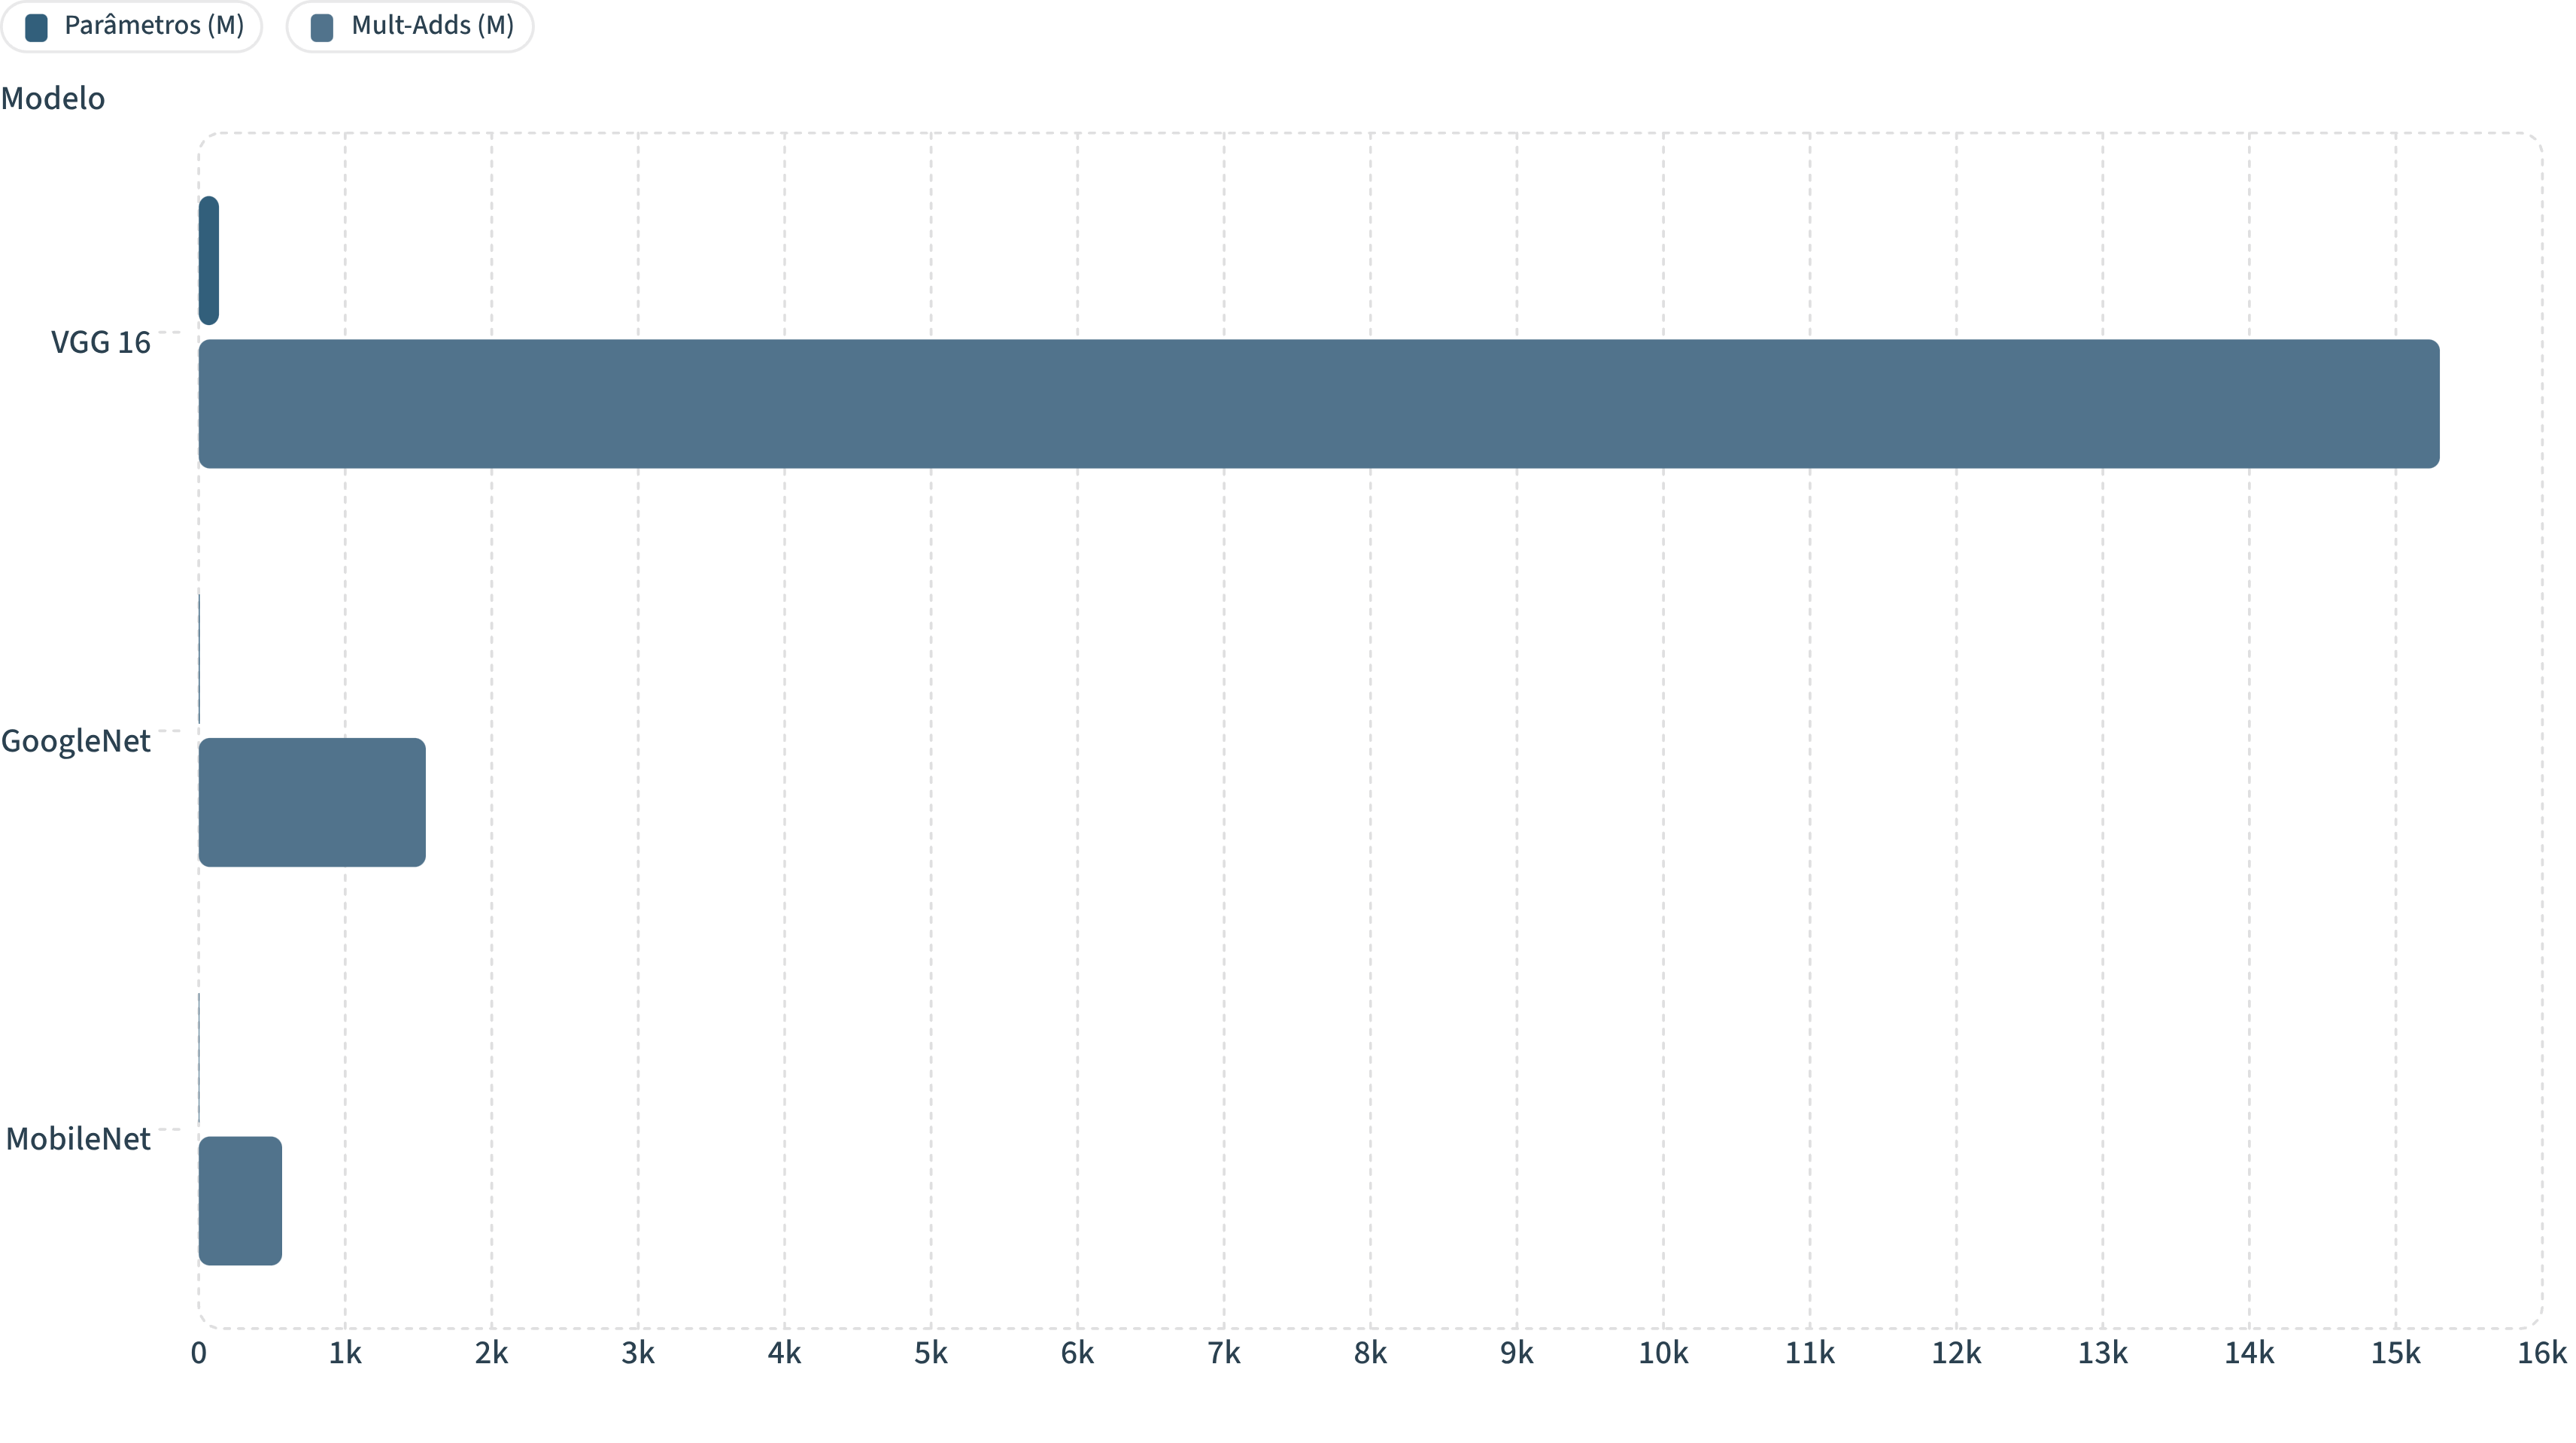 Parâmetros (M) Mult-Adds (M)
Modelo
VGG 16
GoogleNet
MobileNet
0 1k 2k 3k 4k 5k 6k 7k 8k 9k 10k 11k 12k 13k 14k 15k 16k